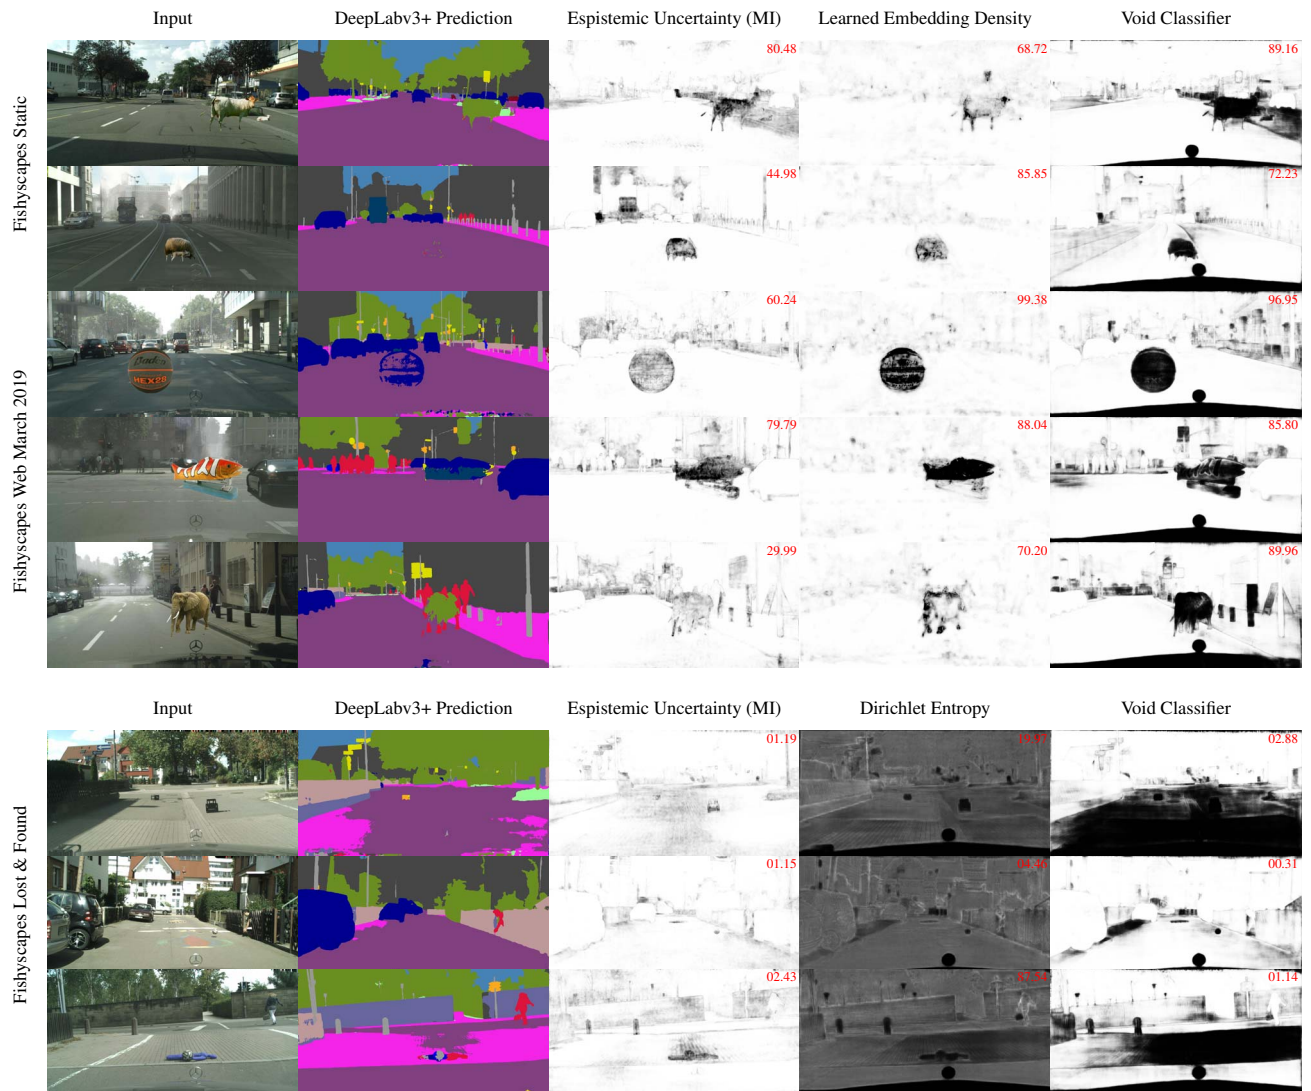 Input DeepLabv3+ Prediction Espistemic Uncertainty (MI) Learned Embedding Density Void Classifier
Fishyscapes Static
80.48 68.72 89.16
44.98 85.85 72.23
Fishyscapes Web March 2019
60.24 99.38 96.95
HEX28
79.79 88.04 85.80
29.99 70.20 89.96
Input DeepLabv3+ Prediction Espistemic Uncertainty (MI) Dirichlet Entropy Void Classifier
Fishyscapes Lost & Found
01.19 02.88
01.15 04.46 00.31
02.43 01.14